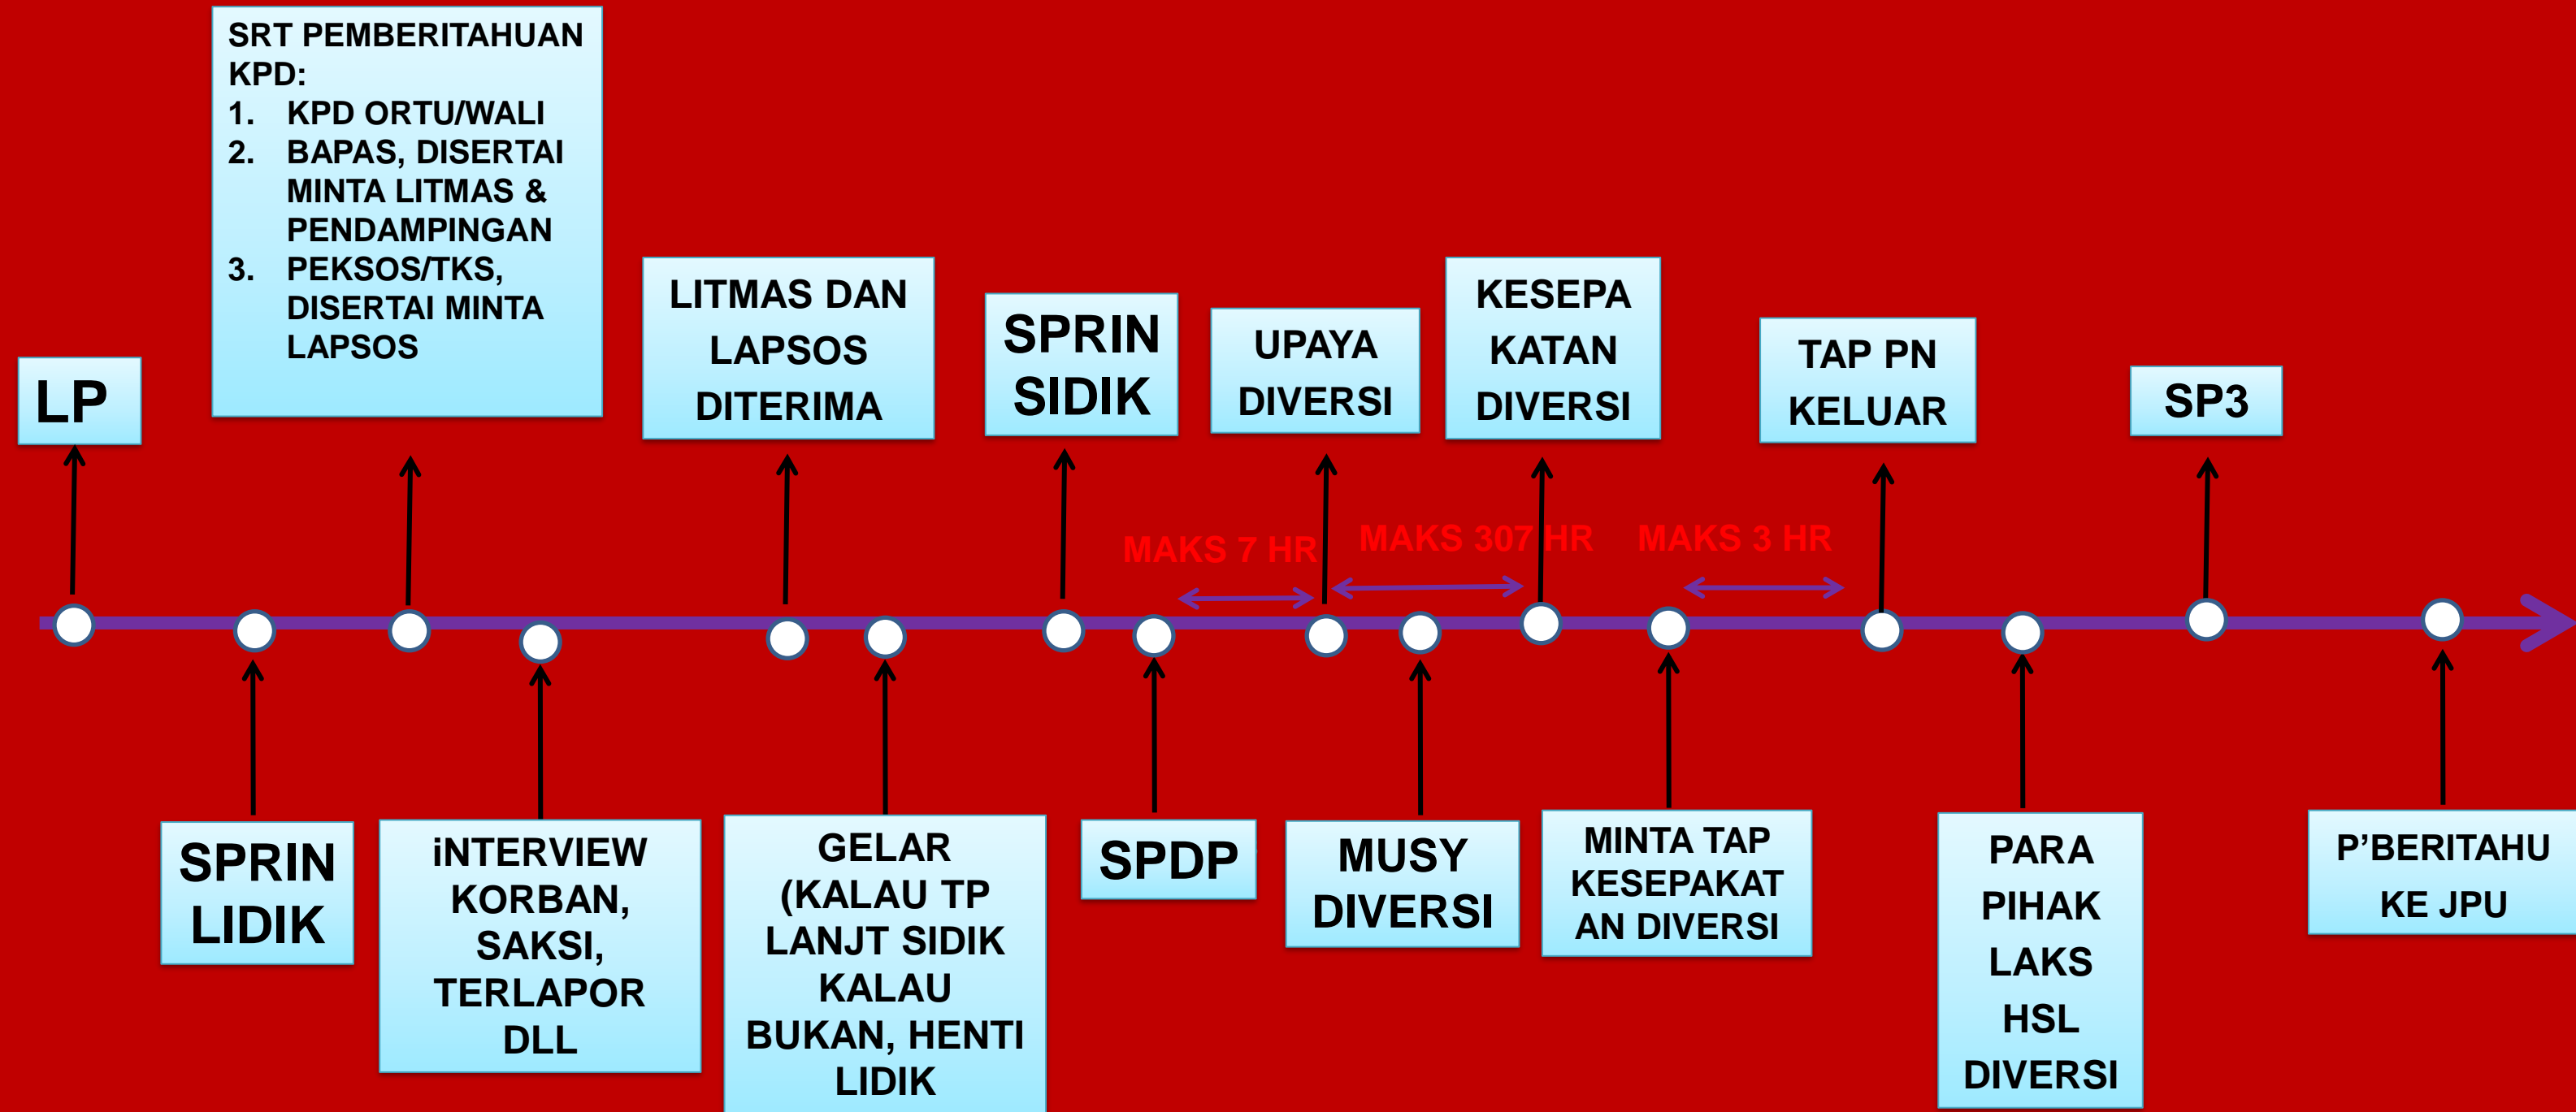 SRT PEMBERITAHUAN
KPD:
1. KPD ORTU/WALI
2. BAPAS, DISERTAI
MINTA LITMAS &
PENDAMPINGAN
3. PEKSOS/TKS,
DISERTAI MINTA
LAPSOS
LP
LITMAS DAN
LAPSOS
DITERIMA
SPRIN
SIDIK
UPAYA
DIVERSI
KESEPA
KATAN
DIVERSI
TAP PN
KELUAR
SP3
MAKS 7 HR
MAKS 307 HR
MAKS 3 HR
SPRIN
LIDIK
iNTERVIEW
KORBAN,
SAKSI,
TERLAPOR
DLL
GELAR
(KALAU TP
LANJT SIDIK
KALAU
BUKAN, HENTI
LIDIK
SPDP
MUSY
DIVERSI
MINTA TAP
KESEPAKAT
AN DIVERSI
PARA
PIHAK
LAKS
HSL
DIVERSI
P'BERITAHU
KE JPU